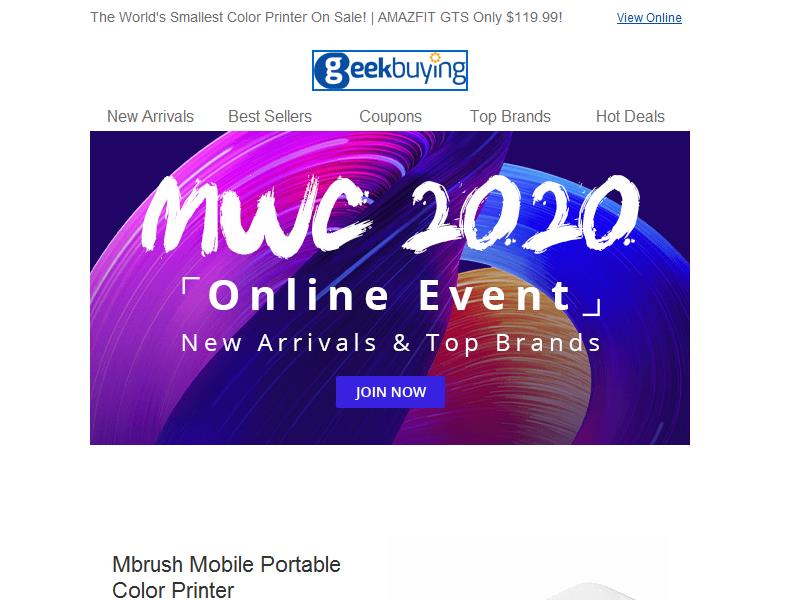 The World's Smallest Color Printer On Sale! | AMAZFIT GTS Only $119.99!
View Online
geekbuying
New Arrivals
Best Sellers
Coupons
Top Brands
Hot Deals
MWC 2020
Online Event
New Arrivals & Top Brands
JOIN NOW
Mbrush Mobile Portable
Color Printer